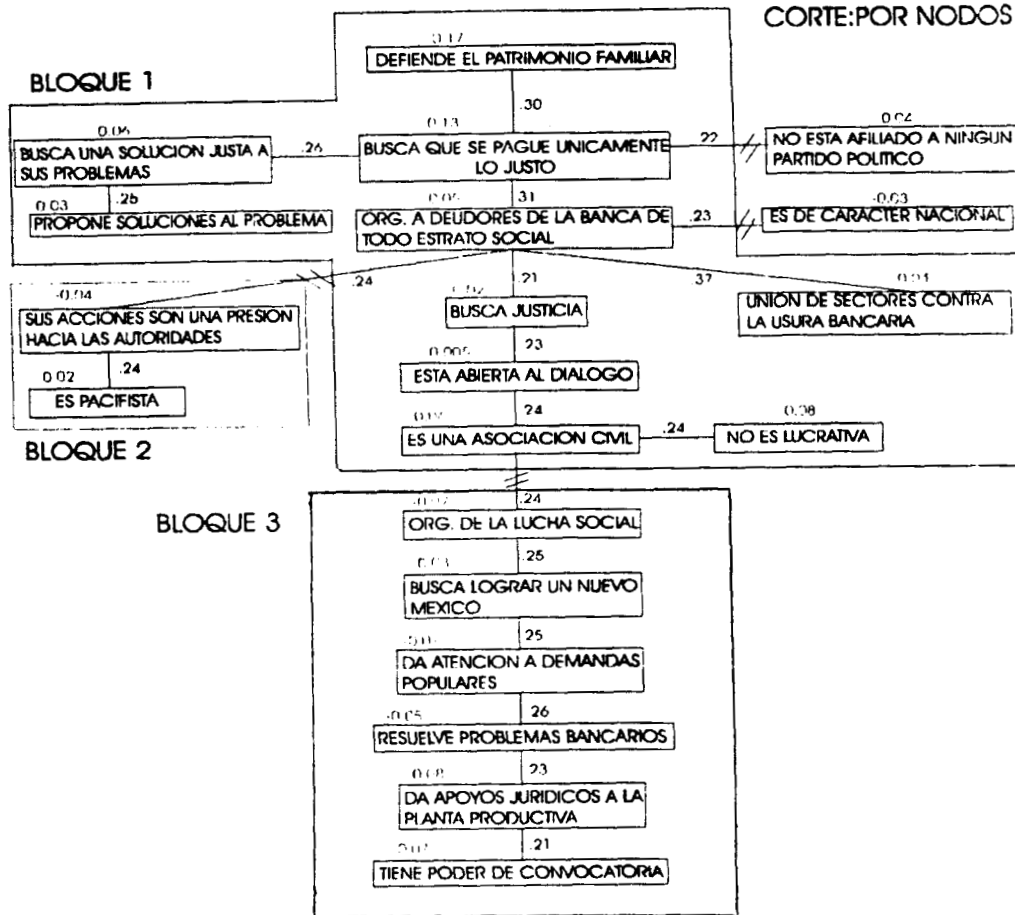 CORTE:POR NODOS
0.17
DEFIENDE EL PATRIMONIO FAMILIAR
BLOQUE 1
.30
0.06
BUSCA UNA SOLUCION JUSTA A
SUS PROBLEMAS
.26
0.13
BUSCA QUE SE PAGUE UNICAMENTE
LO JUSTO
.22
NO ESTA AFILIADO A NINGUN
PARTIDO POLITICO
.31
0.03
PROPONE SOLUCIONES AL PROBLEMA
ORG. A DEUDORES DE LA BANCA DE
TODO ESTRATO SOCIAL
.23
-0.03
ES DE CARACTER NACIONAL
.24
.21
.37
-0.04
SUS ACCIONES SON UNA PRESION
HACIA LAS AUTORIDADES
BUSCA JUSTICIA
UNION DE SECTORES CONTRA
LA USURA BANCARIA
.23
.24
0.02
ES PACIFISTA
ESTA ABIERTA AL DIALOGO
.24
BLOQUE 2
ES UNA ASOCIACION CIVIL
.24
0.08
NO ES LUCRATIVA
.24
BLOQUE 3
ORG. DE LA LUCHA SOCIAL
.25
BUSCA LOGRAR UN NUEVO
MEXICO
.25
DA ATENCION A DEMANDAS
POPULARES
.26
-0.05
RESUELVE PROBLEMAS BANCARIOS
.23
0.08
DA APOYOS JURIDICOS A LA
PLANTA PRODUCTIVA
.21
TIENE PODER DE CONVOCATORIA